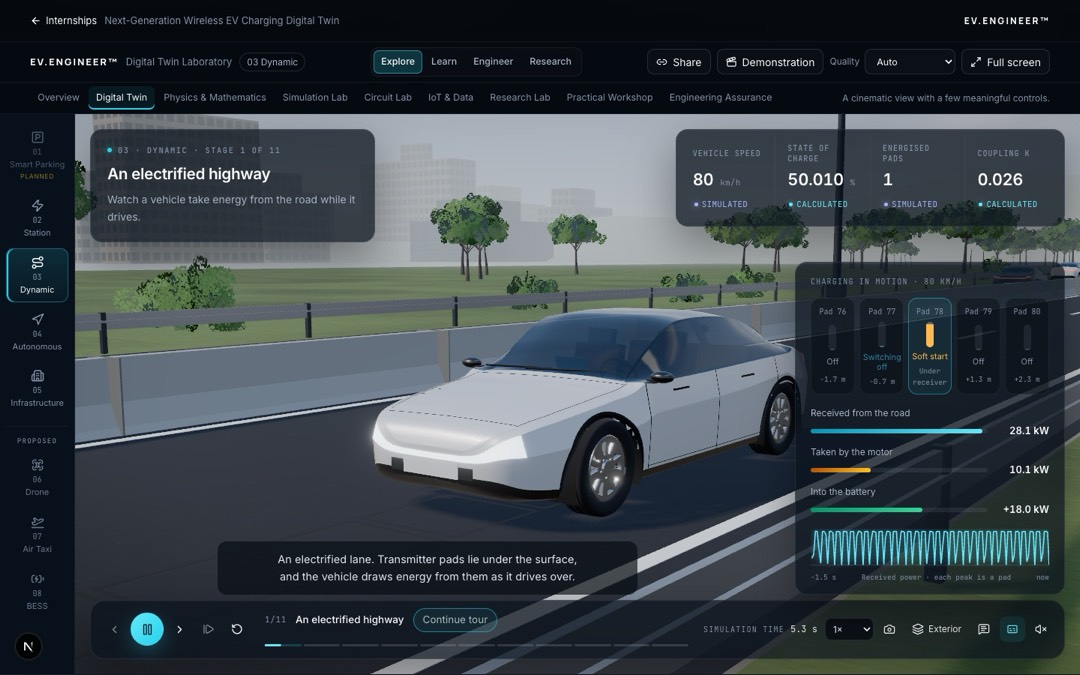 Internships Next-Generation Wireless EV Charging Digital Twin
EV.ENGINEER™
EV.ENGINEER™ Digital Twin Laboratory 03 Dynamic
Explore Learn Engineer Research
Share Demonstration Quality Auto Full screen
Overview Digital Twin Physics & Mathematics Simulation Lab Circuit Lab IoT & Data Research Lab Practical Workshop Engineering Assurance
A cinematic view with a few meaningful controls.
P
01
Smart Parking
PLANNED
02
Station
03
Dynamic
04
Autonomous
05
Infrastructure
PROPOSED
06
Drone
07
Air Taxi
08
BESS
N
03 · DYNAMIC · STAGE 1 OF 11
An electrified highway
Watch a vehicle take energy from the road while it
drives.
VEHICLE SPEED
80 km/h
SIMULATED
STATE OF
CHARGE
50.010 %
CALCULATED
ENERGISED
PADS
1
SIMULATED
COUPLING K
0.026
CALCULATED
CHARGING IN MOTION · 80 KM/H
Pad 76
Off
-1.7 m
Pad 77
Switching
off
-0.7 m
Pad 78
Soft start
Under
receiver
Pad 79
Off
+1.3 m
Pad 80
Off
+2.3 m
Received from the road
28.1 kW
Taken by the motor
10.1 kW
Into the battery
+18.0 kW
-1.5 s Received power · each peak is a pad now
An electrified lane. Transmitter pads lie under the surface,
and the vehicle draws energy from them as it drives over.
1/11 An electrified highway Continue tour
SIMULATION TIME 5.3 s 1× Exterior